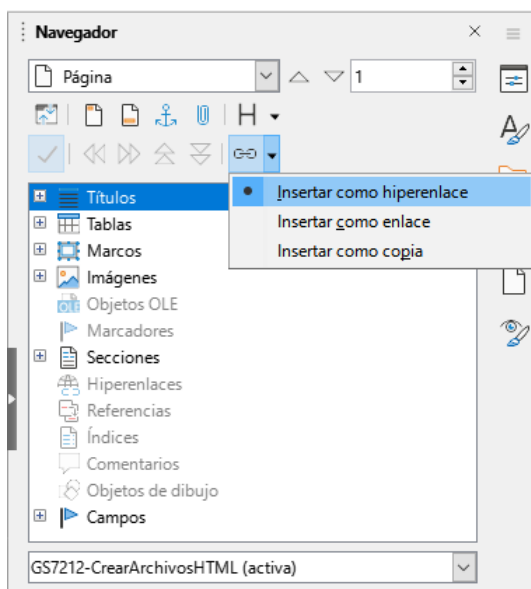 Navegador
Página
1
H
Títulos
Insertar como hiperenlace
Tablas
Insertar como enlace
Marcos
Insertar como copia
Imágenes
Objetos OLE
Marcadores
Secciones
Hiperenlaces
Referencias
Índices
Comentarios
Objetos de dibujo
Campos
GS7212-CrearArchivosHTML (activa)